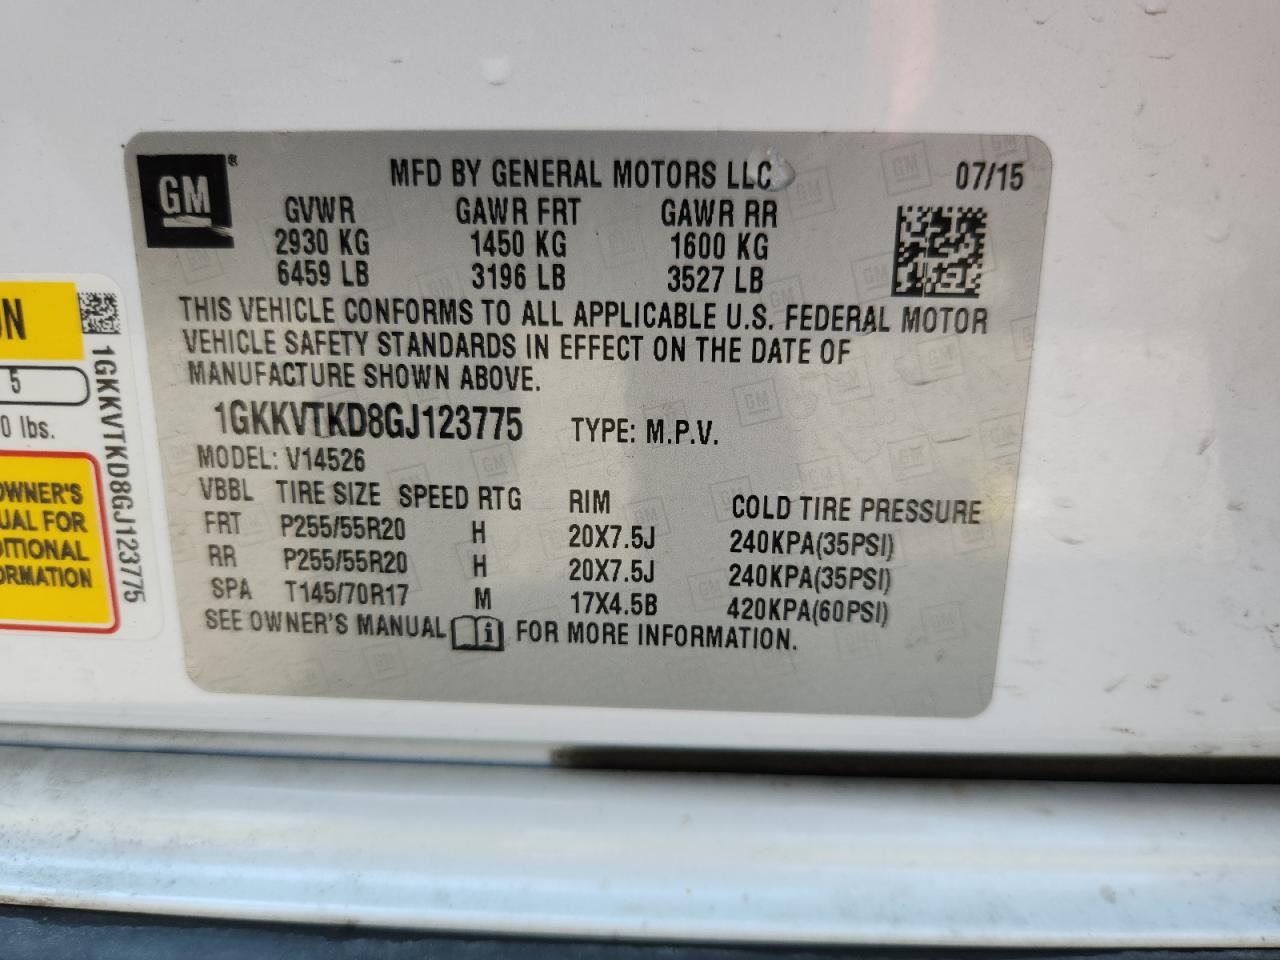 GM®
MFD BY GENERAL MOTORS LLC
07/15
GVWR GAWR FRT GAWR RR
2930 KG 1450 KG 1600 KG
6459 LB 3196 LB 3527 LB
THIS VEHICLE CONFORMS TO ALL APPLICABLE U.S. FEDERAL MOTOR
VEHICLE SAFETY STANDARDS IN EFFECT ON THE DATE OF
MANUFACTURE SHOWN ABOVE.
1GKKVTKD8GJ123775 TYPE: M.P.V.
MODEL: V14526
VBBL TIRE SIZE SPEED RTG RIM COLD TIRE PRESSURE
FRT P255/55R20 H 20X7.5J 240KPA(35PSI)
RR P255/55R20 H 20X7.5J 240KPA(35PSI)
SPA T145/70R17 M 17X4.5B 420KPA(60PSI)
SEE OWNER'S MANUAL i FOR MORE INFORMATION.
ON
5
0 lbs.
OWNER'S
UAL FOR
DITIONAL
ORMATION
1GKKVTKD8GJ123775